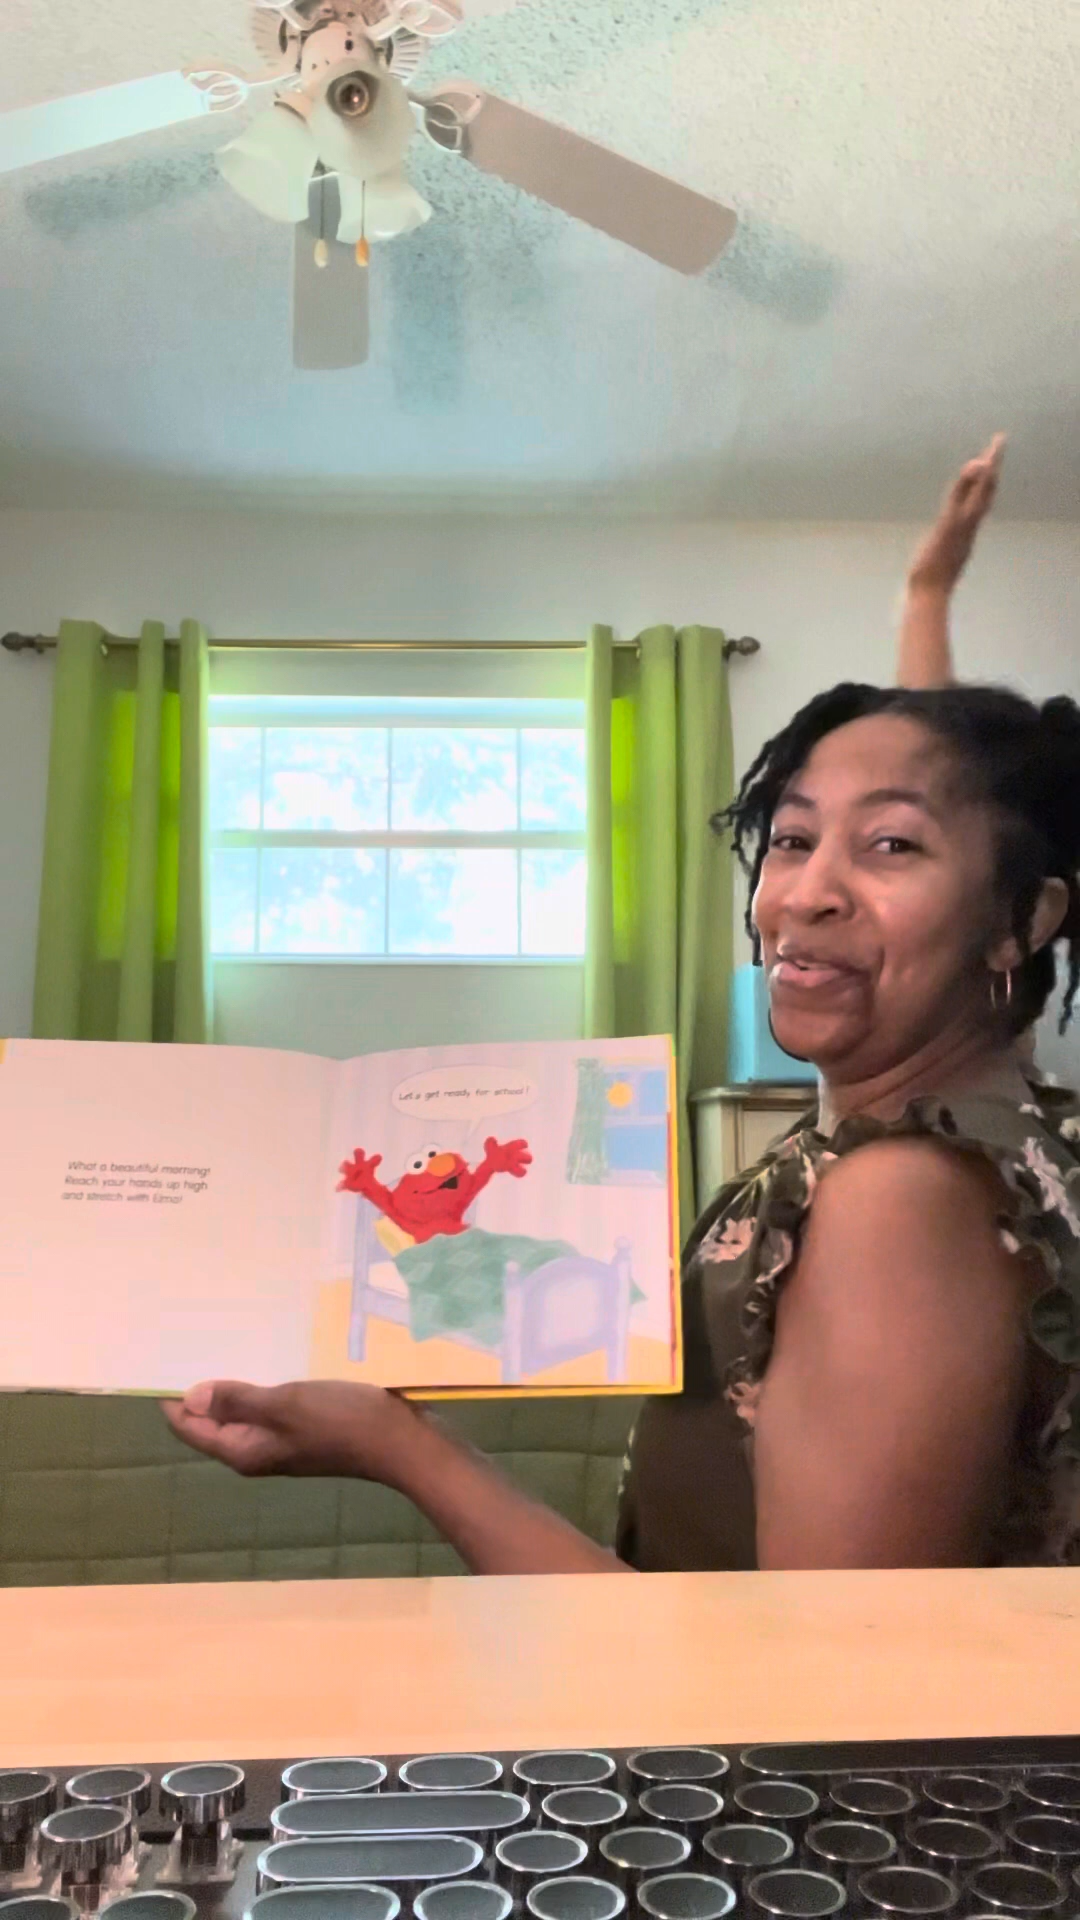 What a beautiful morning!
Reach your hands up high
and stretch with Elmo!
Let's get ready for school!